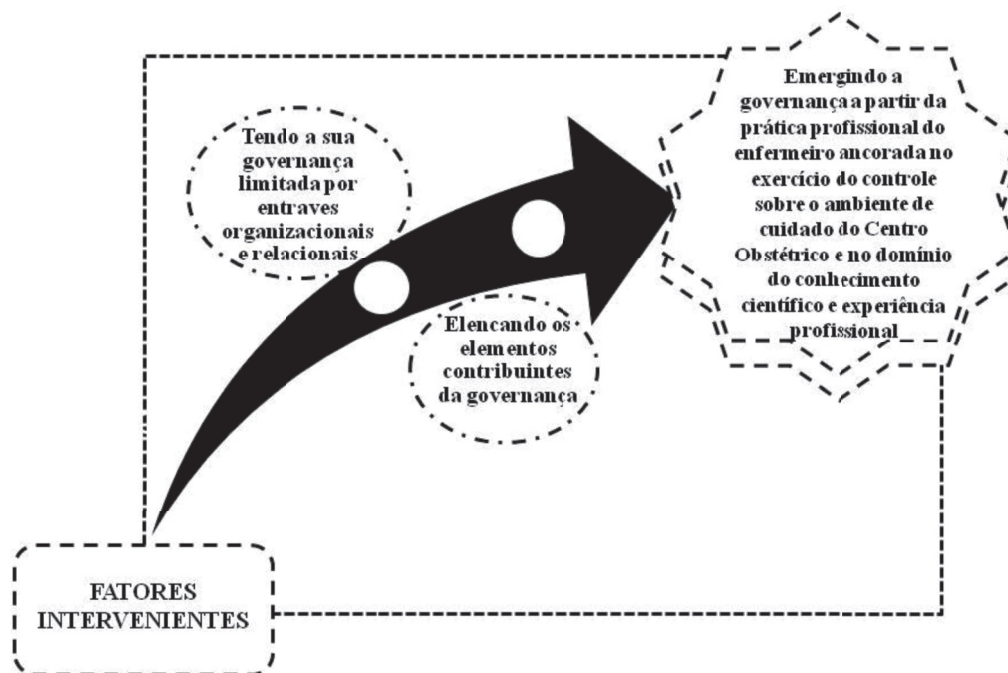 Tendo a sua
governança
limitada por
entraves
organizacionais
e relacionais
Elencando os
elementos
contribuintes
da governança
Emergindo a
governança a partir da
prática profissional do
enfermeiro ancorada no
exercício do controle
sobre o ambiente de
cuidado do Centro
Obstétrico e no domínio
do conhecimento
científico e experiência
profissional
FATORES
INTERVENIENTES